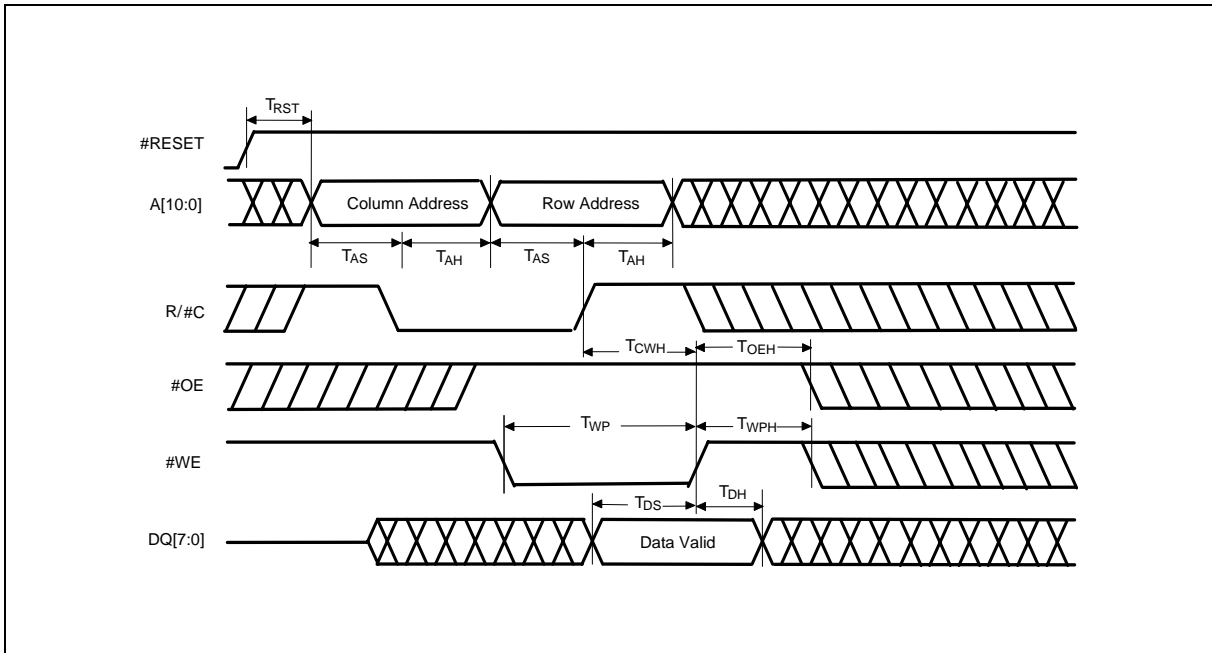 TRST
#RESET
A[10:0]
Column Address
Row Address
TAS
TAH
TAS
TAH
R/#C
TCWH
TOEH
#OE
TWP
TWPH
#WE
TDS
TDH
DQ[7:0]
Data Valid